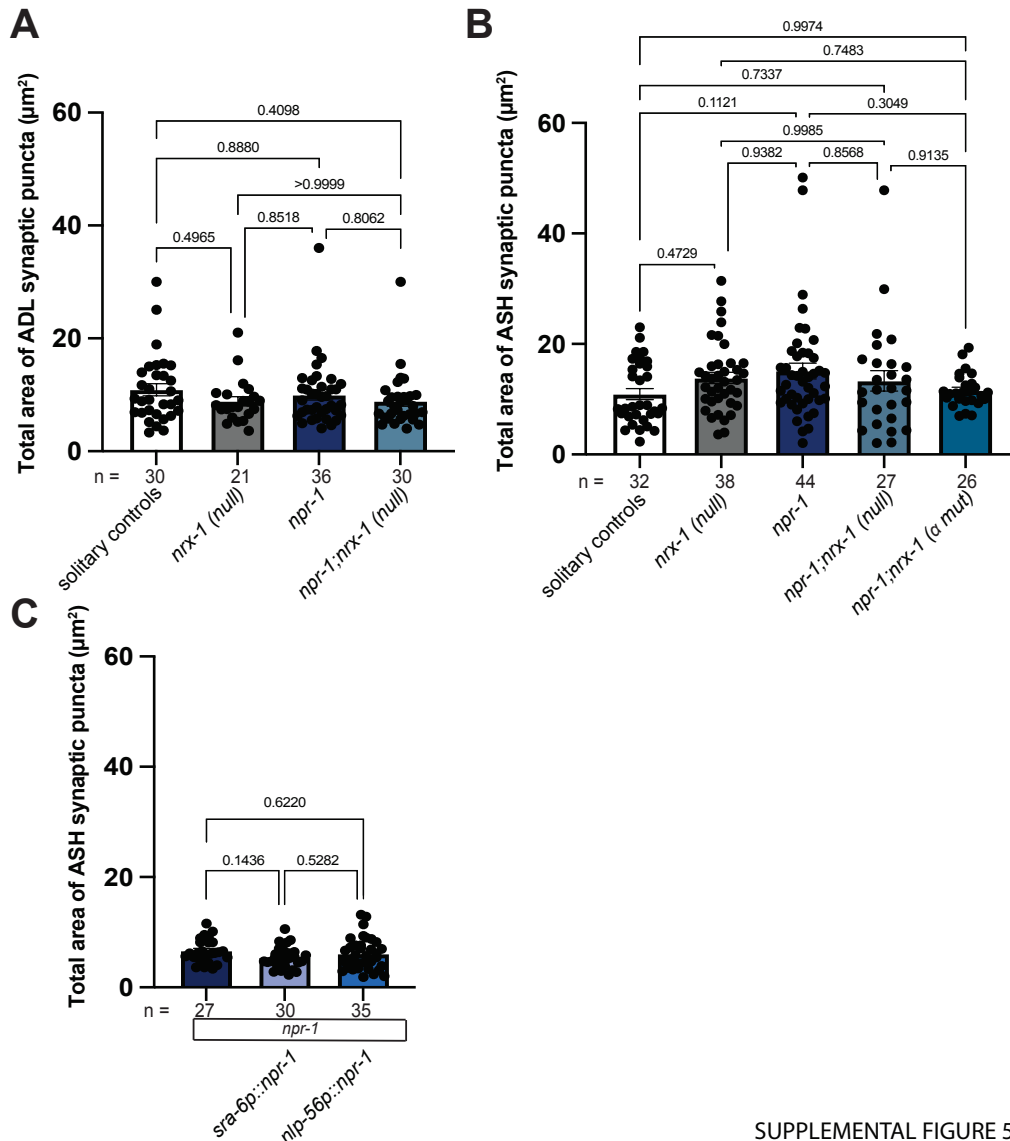 A
Total area of ADL synaptic puncta (µm²)
0.4098
0.8880
>0.9999
0.8518
0.8062
0.4965
60
40
20
0
n =
30
21
36
30
solitary controls
nrx-1 (null)
npr-1
npr-1;nrx-1 (null)
B
Total area of ASH synaptic puncta (µm²)
0.9974
0.7483
0.7337
0.1121
0.3049
0.9985
0.9382
0.8568
0.9135
0.4729
60
40
20
0
n =
32
38
44
27
26
solitary controls
nrx-1 (null)
npr-1
npr-1;nrx-1 (null)
npr-1;nrx-1 (α mut)
C
Total area of ASH synaptic puncta (µm²)
0.6220
0.1436
0.5282
60
40
20
0
n =
27
30
35
npr-1
sra-6p::npr-1
nlp-56p::npr-1
SUPPLEMENTAL FIGURE 5